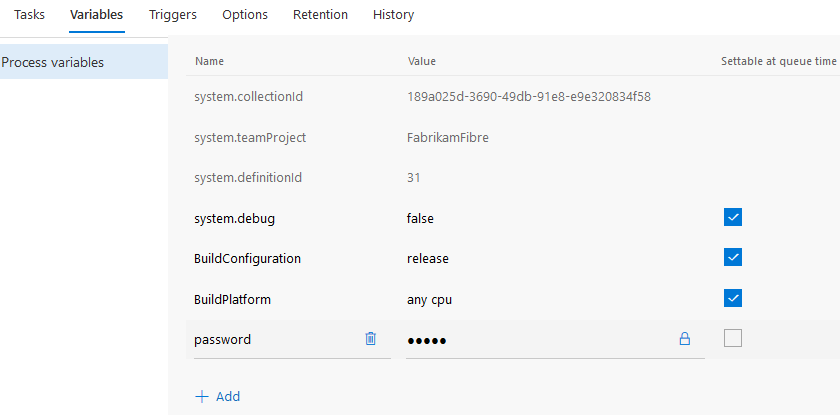 Tasks Variables Triggers Options Retention History
Process variables
Name Value Settable at queue time
system.collectionId 189a025d-3690-49db-91e8-e9e320834f58
system.teamProject FabrikamFibre
system.definitionId 31
system.debug false
BuildConfiguration release
BuildPlatform any cpu
password •••••
+ Add